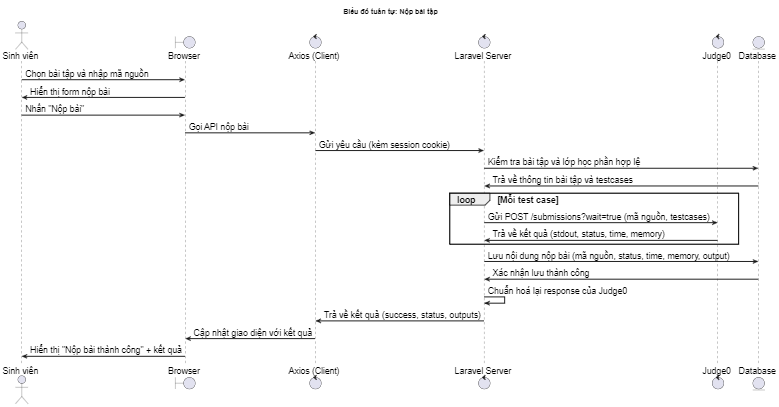 Biểu đồ tuần tự: Nộp bài tập
Sinh viên
Browser
Axios (Client)
Laravel Server
Judge0
Database
Chọn bài tập và nhập mã nguồn
Hiển thị form nộp bài
Nhấn "Nộp bài"
Gọi API nộp bài
Gửi yêu cầu (kèm session cookie)
Kiểm tra bài tập và lớp học phần hợp lệ
Trả về thông tin bài tập và testcases
loop [Mỗi test case]
Gửi POST /submissions?wait=true (mã nguồn, testcases)
Trả về kết quả (stdout, status, time, memory)
Lưu nội dung nộp bài (mã nguồn, status, time, memory, output)
Xác nhận lưu thành công
Chuẩn hoá lại response của Judge0
Trả về kết quả (success, status, outputs)
Cập nhật giao diện với kết quả
Hiển thị "Nộp bài thành công" + kết quả
Sinh viên
Browser
Axios (Client)
Laravel Server
Judge0
Database